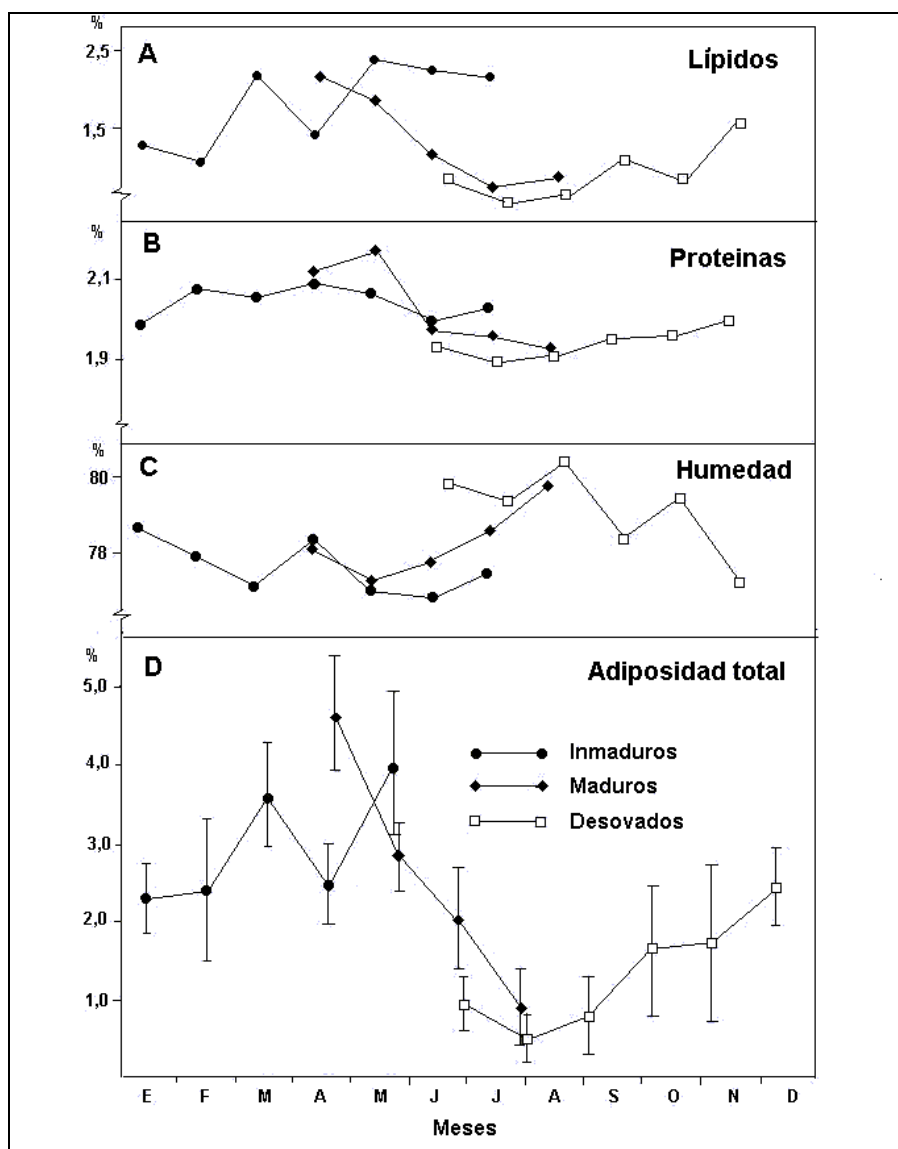 %
A
Lípidos
2,5
1,5
%
B
Proteinas
2,1
1,9
%
C
Humedad
80
78
%
D
Adiposidad total
5,0
4,0
3,0
2,0
1,0
Inmaduros
Maduros
Desovados
E F M A M J J A S O N D
Meses